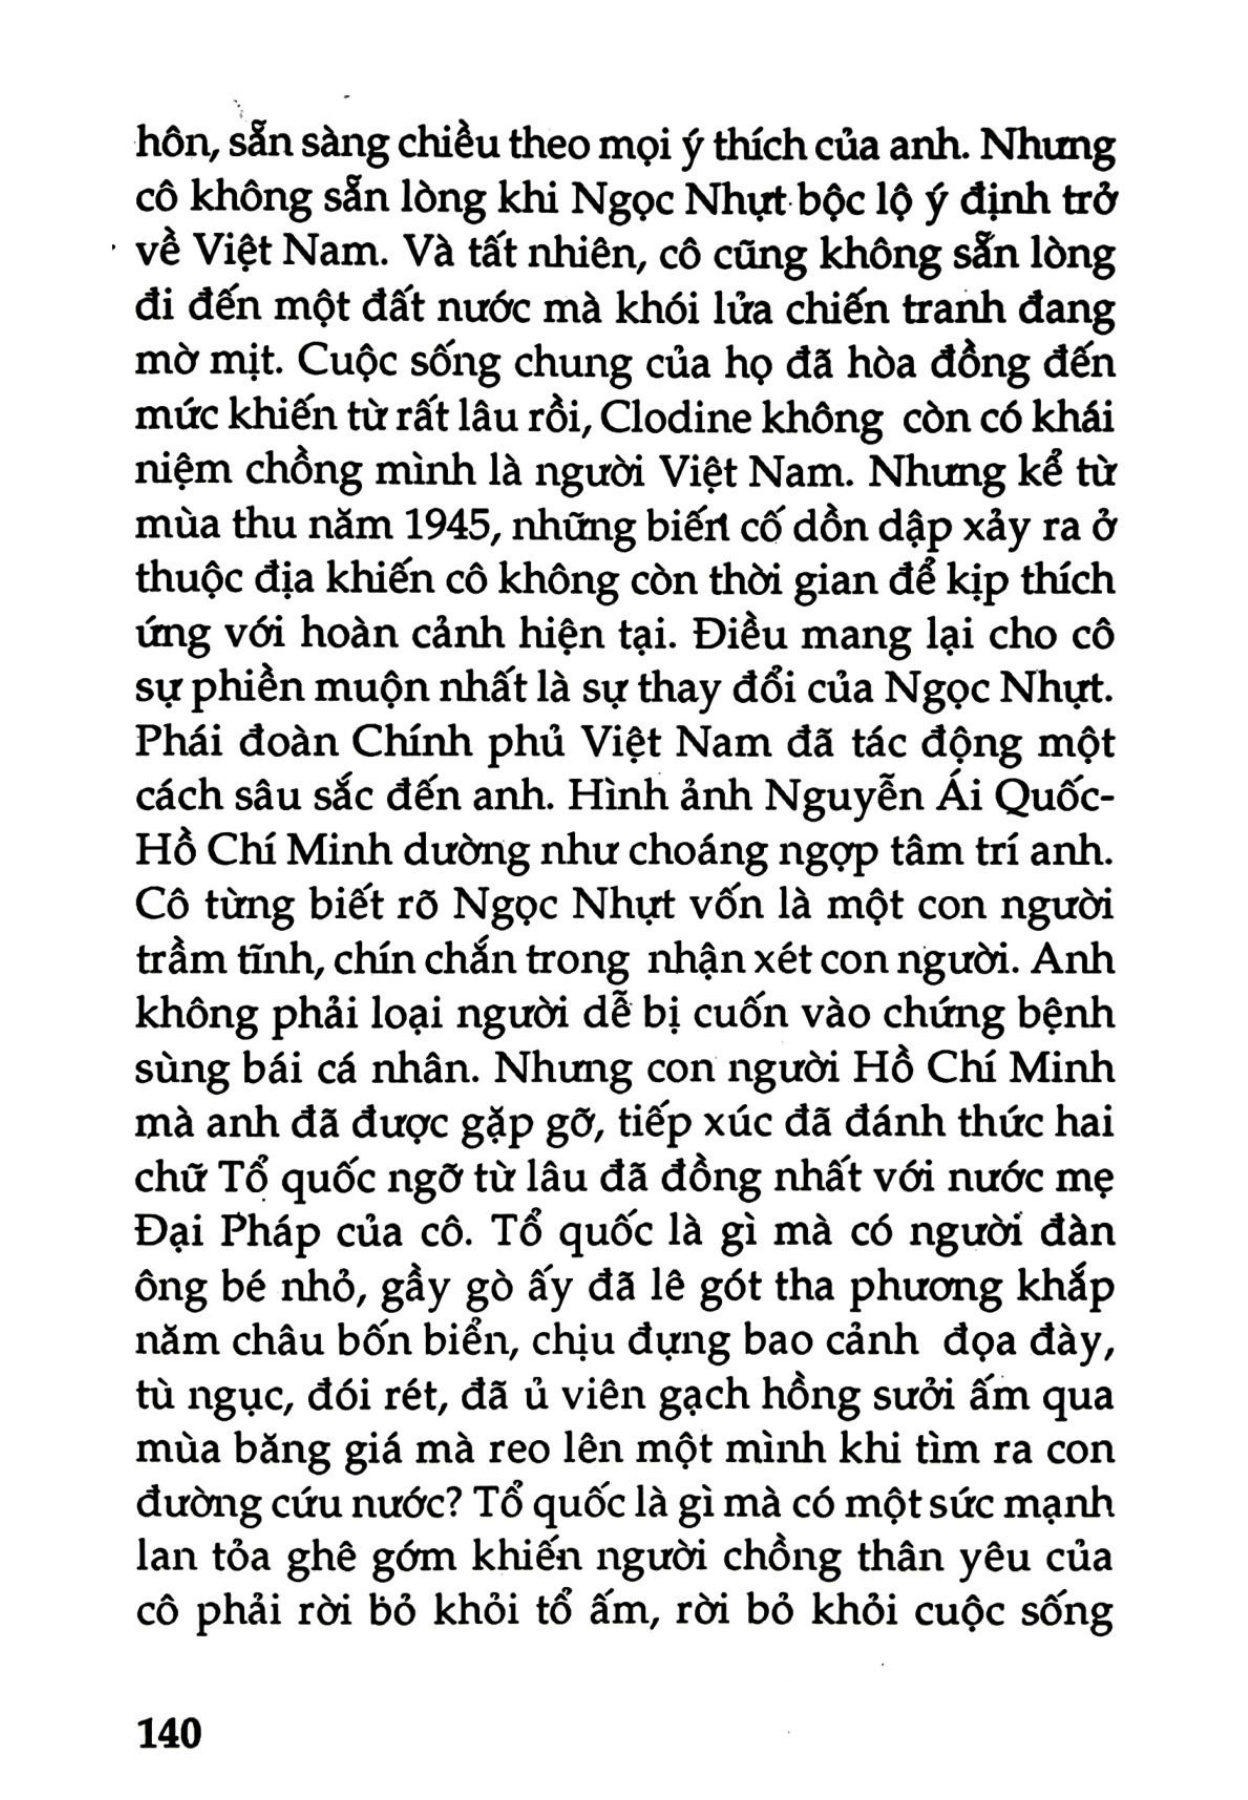 hôn, sẵn sàng chiều theo mọi ý thích của anh. Nhưng
cô không sẵn lòng khi Ngọc Nhựt bộc lộ ý định trở
về Việt Nam. Và tất nhiên, cô cũng không sẵn lòng
đi đến một đất nước mà khói lửa chiến tranh đang
mờ mịt. Cuộc sống chung của họ đã hòa đồng đến
mức khiến từ rất lâu rồi, Clodine không còn có khái
niệm chồng mình là người Việt Nam. Nhưng kể từ
mùa thu năm 1945, những biến cố dồn dập xảy ra ở
thuộc địa khiến cô không còn thời gian để kịp thích
ứng với hoàn cảnh hiện tại. Điều mang lại cho cô
sự phiền muộn nhất là sự thay đổi của Ngọc Nhựt.
Phái đoàn Chính phủ Việt Nam đã tác động một
cách sâu sắc đến anh. Hình ảnh Nguyễn Ái Quốc-
Hồ Chí Minh dường như choáng ngợp tâm trí anh.
Cô từng biết rõ Ngọc Nhựt vốn là một con người
trầm tĩnh, chín chắn trong nhận xét con người. Anh
không phải loại người dễ bị cuốn vào chứng bệnh
sùng bái cá nhân. Nhưng con người Hồ Chí Minh
mà anh đã được gặp gỡ, tiếp xúc đã đánh thức hai
chữ Tổ quốc ngỡ từ lâu đã đồng nhất với nước mẹ
Đại Pháp của cô. Tổ quốc là gì mà có người đàn
ông bé nhỏ, gầy gò ấy đã lê gót tha phương khắp
năm châu bốn biển, chịu đựng bao cảnh đọa đày,
tù ngục, đói rét, đã ủ viên gạch hồng sưởi ấm qua
mùa băng giá mà reo lên một mình khi tìm ra con
đường cứu nước? Tổ quốc là gì mà có một sức mạnh
lan tỏa ghê gớm khiến người chồng thân yêu của
cô phải rời bỏ khỏi tổ ấm, rời bỏ khỏi cuộc sống
140